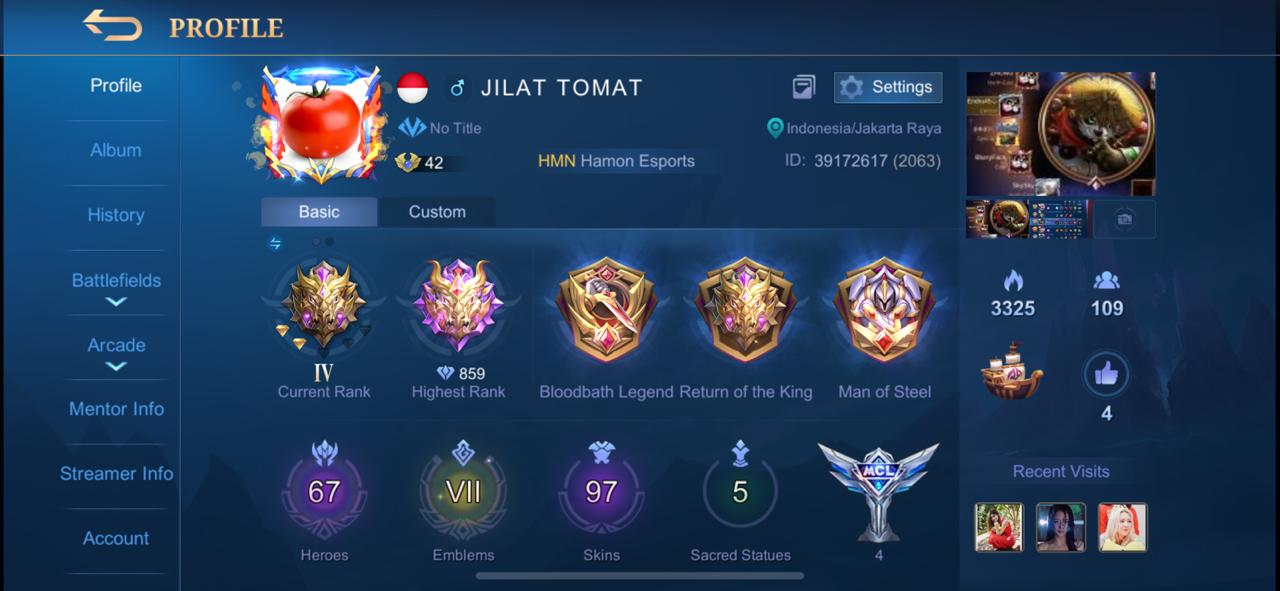 PROFILE
Profile
Album
History
Battlefields
Arcade
Mentor Info
Streamer Info
Account
JILAT TOMAT
Settings
No Title
Indonesia/Jakarta Raya
42
HMN Hamon Esports
ID: 39172617 (2063)
Basic
Custom
IV
859
Current Rank
Highest Rank
Bloodbath Legend
Return of the King
Man of Steel
67
VII
97
5
MCL
Heroes
Emblems
Skins
Sacred Statues
4
SkySky
3325
109
4
Recent Visits